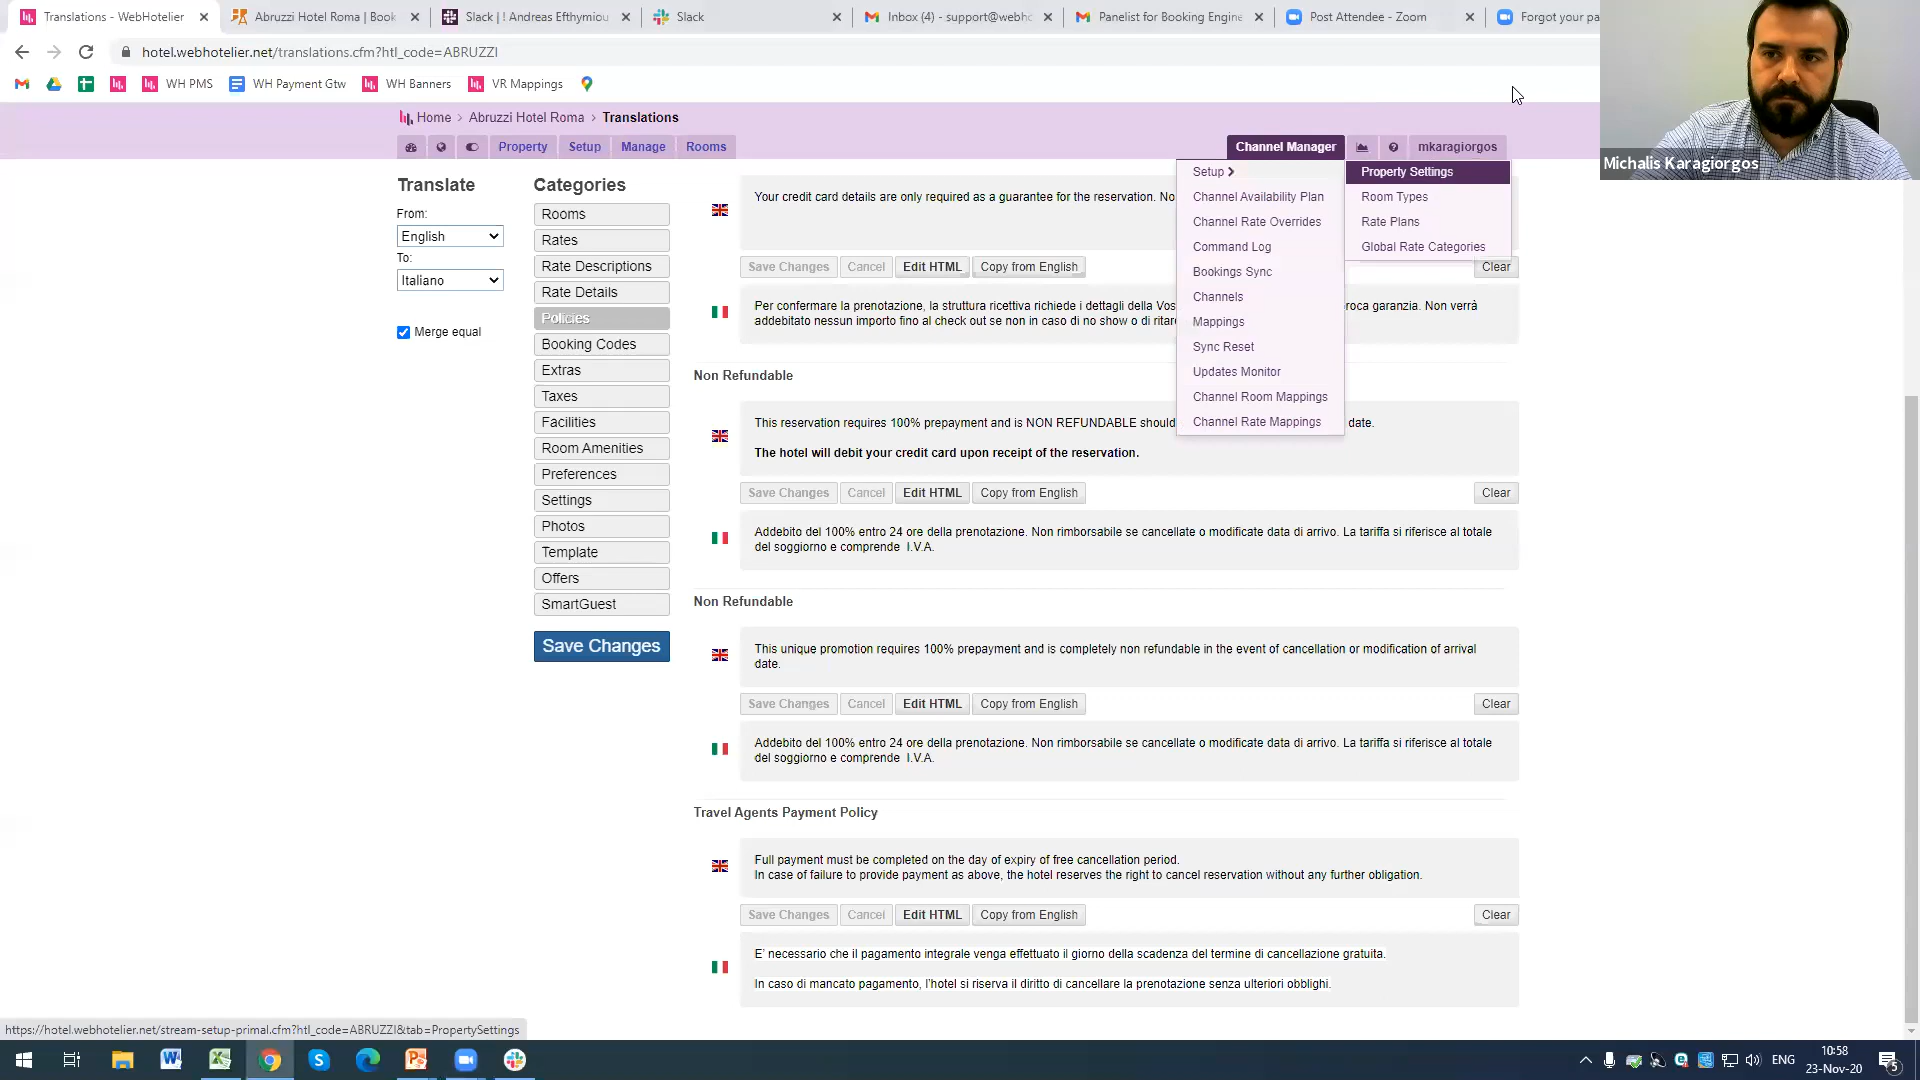 Translations - WebHotelier
Abruzzi Hotel Roma | Book
Slack | ! Andreas Efthymiou
Slack
Inbox (4) - support@webho
Panelist for Booking Engine
Post Attendee - Zoom
Forgot your pa
hotel.webhotelier.net/translations.cfm?htl_code=ABRUZZI
WH PMS
WH Payment Gtw
WH Banners
VR Mappings
Home > Abruzzi Hotel Roma > Translations
Property
Setup
Manage
Rooms
Channel Manager
mkaragiorgos
Michalis Karagiorgos
Setup
Channel Availability Plan
Channel Rate Overrides
Command Log
Bookings Sync
Channels
Mappings
Sync Reset
Updates Monitor
Channel Room Mappings
Channel Rate Mappings
Property Settings
Room Types
Rate Plans
Global Rate Categories
Translate
From:
English
To:
Italiano
Merge equal
Categories
Rooms
Rates
Rate Descriptions
Rate Details
Policies
Booking Codes
Extras
Taxes
Facilities
Room Amenities
Preferences
Settings
Photos
Template
Offers
SmartGuest
Save Changes
Your credit card details are only required as a guarantee for the reservation. No
Save Changes Cancel Edit HTML Copy from English Clear
Per confermare la prenotazione, la struttura ricettiva richiede i dettagli della Vos roca garanzia. Non verrà
addebitato nessun importo fino al check out se non in caso di no show o di ritar
Non Refundable
This reservation requires 100% prepayment and is NON REFUNDABLE should date.
The hotel will debit your credit card upon receipt of the reservation.
Save Changes Cancel Edit HTML Copy from English Clear
Addebito del 100% entro 24 ore della prenotazione. Non rimborsabile se cancellate o modificate data di arrivo. La tariffa si riferisce al totale
del soggiorno e comprende I.V.A.
Non Refundable
This unique promotion requires 100% prepayment and is completely non refundable in the event of cancellation or modification of arrival
date.
Save Changes Cancel Edit HTML Copy from English Clear
Addebito del 100% entro 24 ore della prenotazione. Non rimborsabile se cancellate o modificate data di arrivo. La tariffa si riferisce al totale
del soggiorno e comprende I.V.A.
Travel Agents Payment Policy
Full payment must be completed on the day of expiry of free cancellation period.
In case of failure to provide payment as above, the hotel reserves the right to cancel reservation without any further obligation.
Save Changes Cancel Edit HTML Copy from English Clear
E' necessario che il pagamento integrale venga effettuato il giorno della scadenza del termine di cancellazione gratuita.
In caso di mancato pagamento, l'hotel si riserva il diritto di cancellare la prenotazione senza ulteriori obblighi.
https://hotel.webhotelier.net/stream-setup-primal.cfm?htl_code=ABRUZZI&tab=PropertySettings
ENG
10:58
23-Nov-20
5